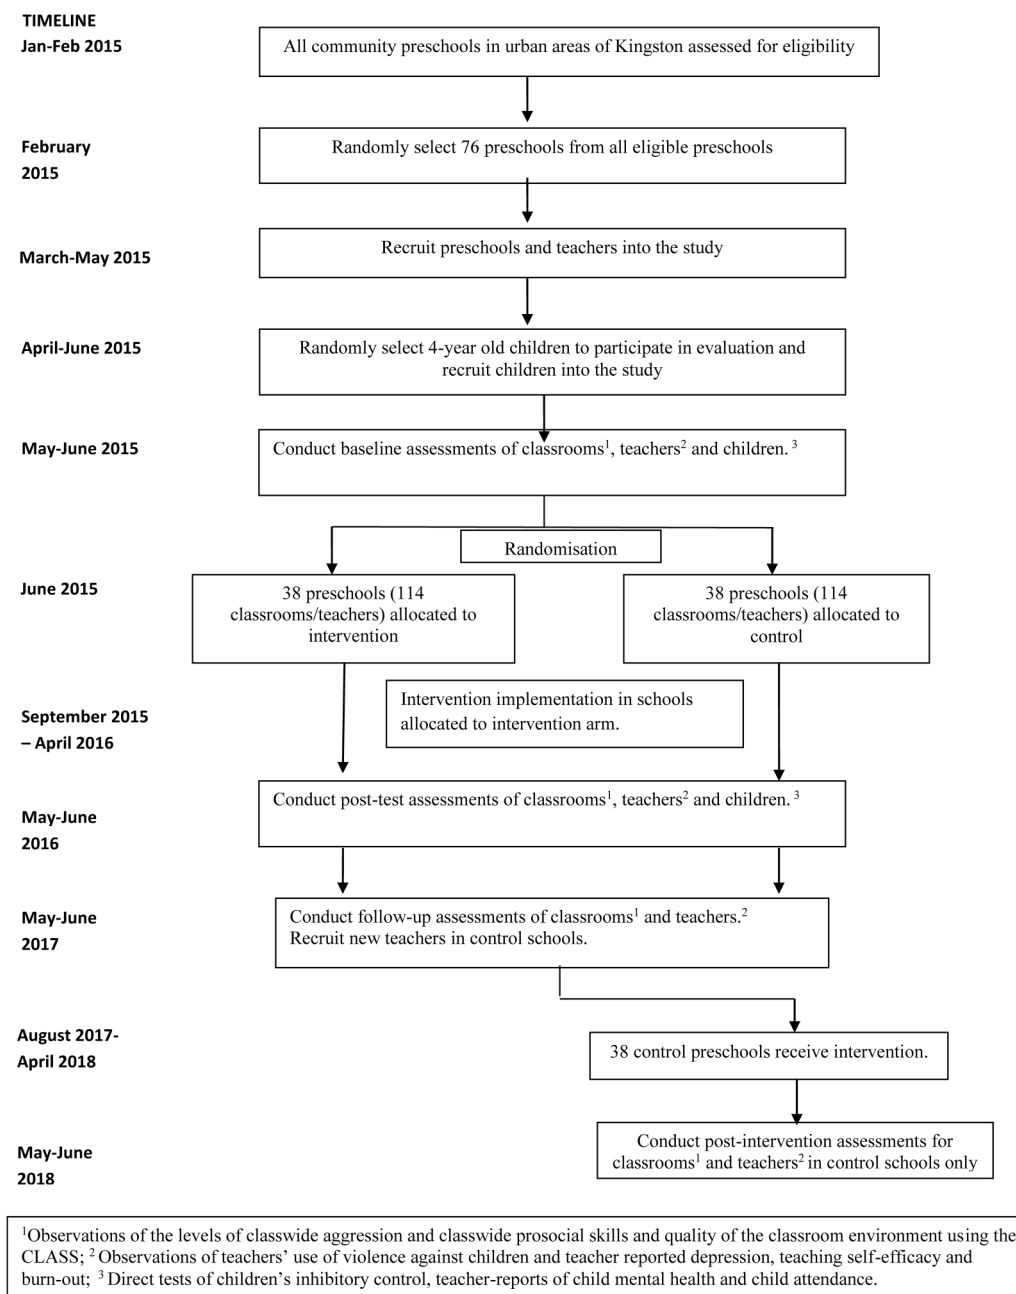 TIMELINE
Jan-Feb 2015
All community preschools in urban areas of Kingston assessed for eligibility
February
2015
Randomly select 76 preschools from all eligible preschools
March-May 2015
Recruit preschools and teachers into the study
April-June 2015
Randomly select 4-year old children to participate in evaluation and
recruit children into the study
May-June 2015
Conduct baseline assessments of classrooms¹, teachers² and children. ³
Randomisation
June 2015
38 preschools (114
classrooms/teachers) allocated to
intervention
38 preschools (114
classrooms/teachers) allocated to
control
September 2015
– April 2016
Intervention implementation in schools
allocated to intervention arm.
May-June
2016
Conduct post-test assessments of classrooms¹, teachers² and children. ³
May-June
2017
Conduct follow-up assessments of classrooms¹ and teachers.²
Recruit new teachers in control schools.
August 2017-
April 2018
38 control preschools receive intervention.
May-June
2018
Conduct post-intervention assessments for
classrooms¹ and teachers² in control schools only
¹Observations of the levels of classwide aggression and classwide prosocial skills and quality of the classroom environment using the
CLASS; ² Observations of teachers’ use of violence against children and teacher reported depression, teaching self-efficacy and
burn-out; ³ Direct tests of children’s inhibitory control, teacher-reports of child mental health and child attendance.